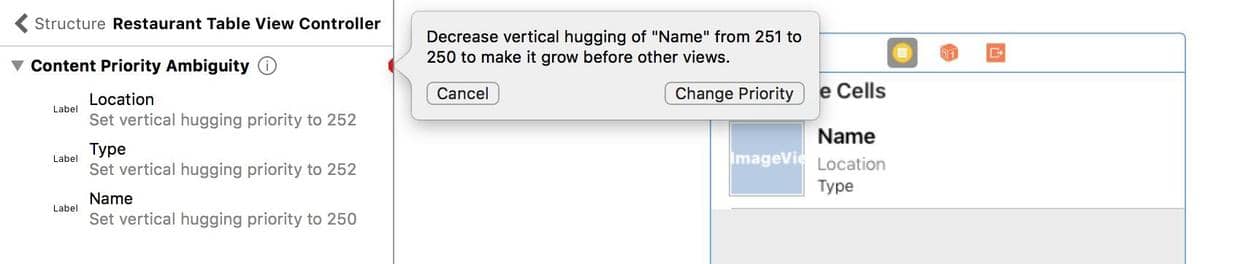 Structure Restaurant Table View Controller
Content Priority Ambiguity
Label Location
Set vertical hugging priority to 252
Label Type
Set vertical hugging priority to 252
Label Name
Set vertical hugging priority to 250
Decrease vertical hugging of "Name" from 251 to
250 to make it grow before other views.
Cancel Change Priority
e Cells
ImageVie
Name
Location
Type